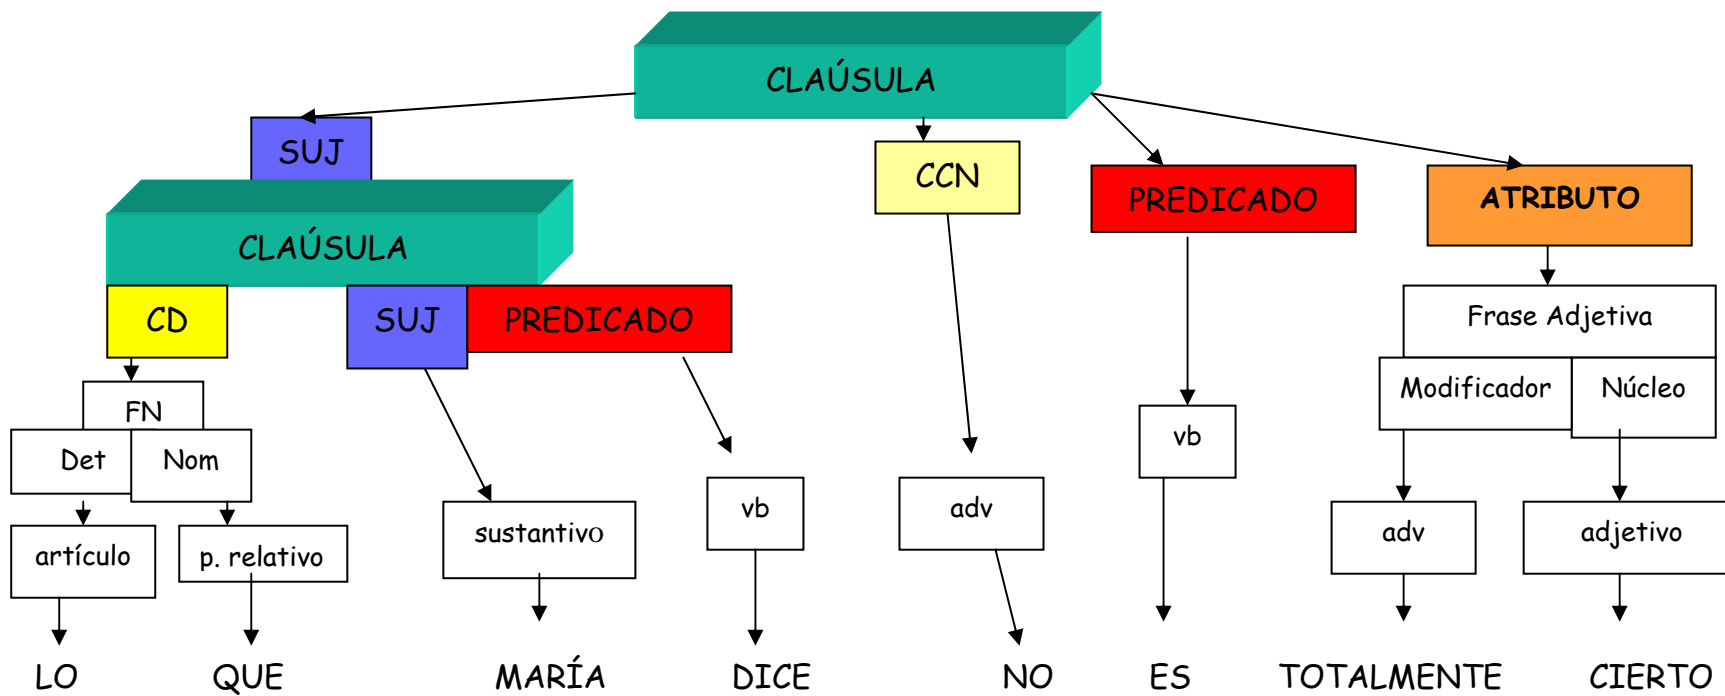 CLAÚSULA
SUJ
CCN
PREDICADO
ATRIBUTO
CLAÚSULA
CD
SUJ
PREDICADO
Frase Adjetiva
FN
Modificador
Núcleo
Det
Nom
vb
artículo
p. relativo
sustantivo
vb
adv
adv
adjetivo
LO QUE MARÍA DICE NO ES TOTALMENTE CIERTO